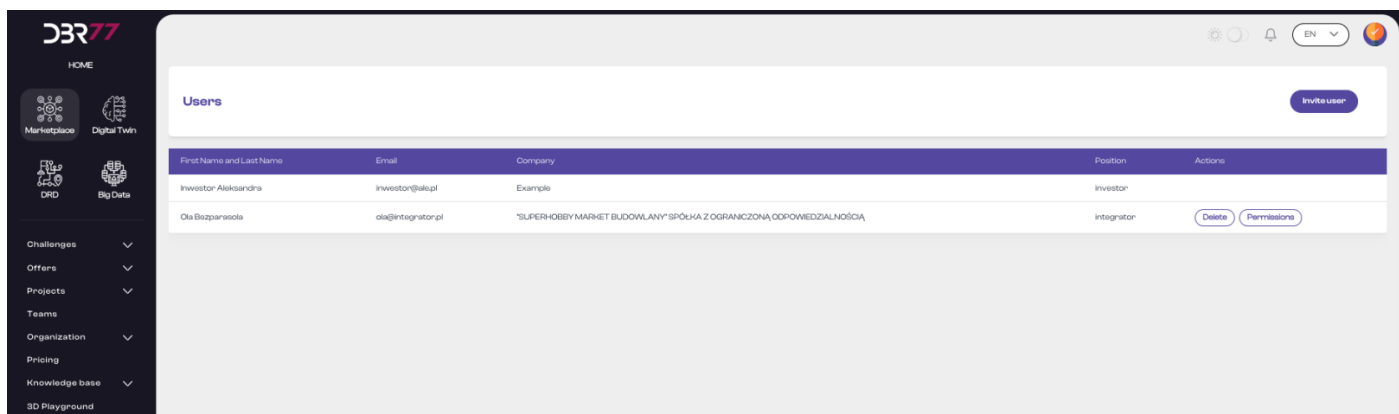 DBR77
HOME
Marketplace
Digital Twin
DRD
Big Data
Challenges
Offers
Projects
Teams
Organization
Pricing
Knowledge base
3D Playground
EN
Users
Invite user
First Name and Last Name Email Company Position Actions
Inwestor Aleksandra inwestor@ale.pl Example investor
Ola Bezparasola ola@integrator.pl "SUPERHOBBY MARKET BUDOWLANY" SPÓŁKA Z OGRANICZONĄ ODPOWIEDZIALNOŚCIĄ integrator Delete Permissions